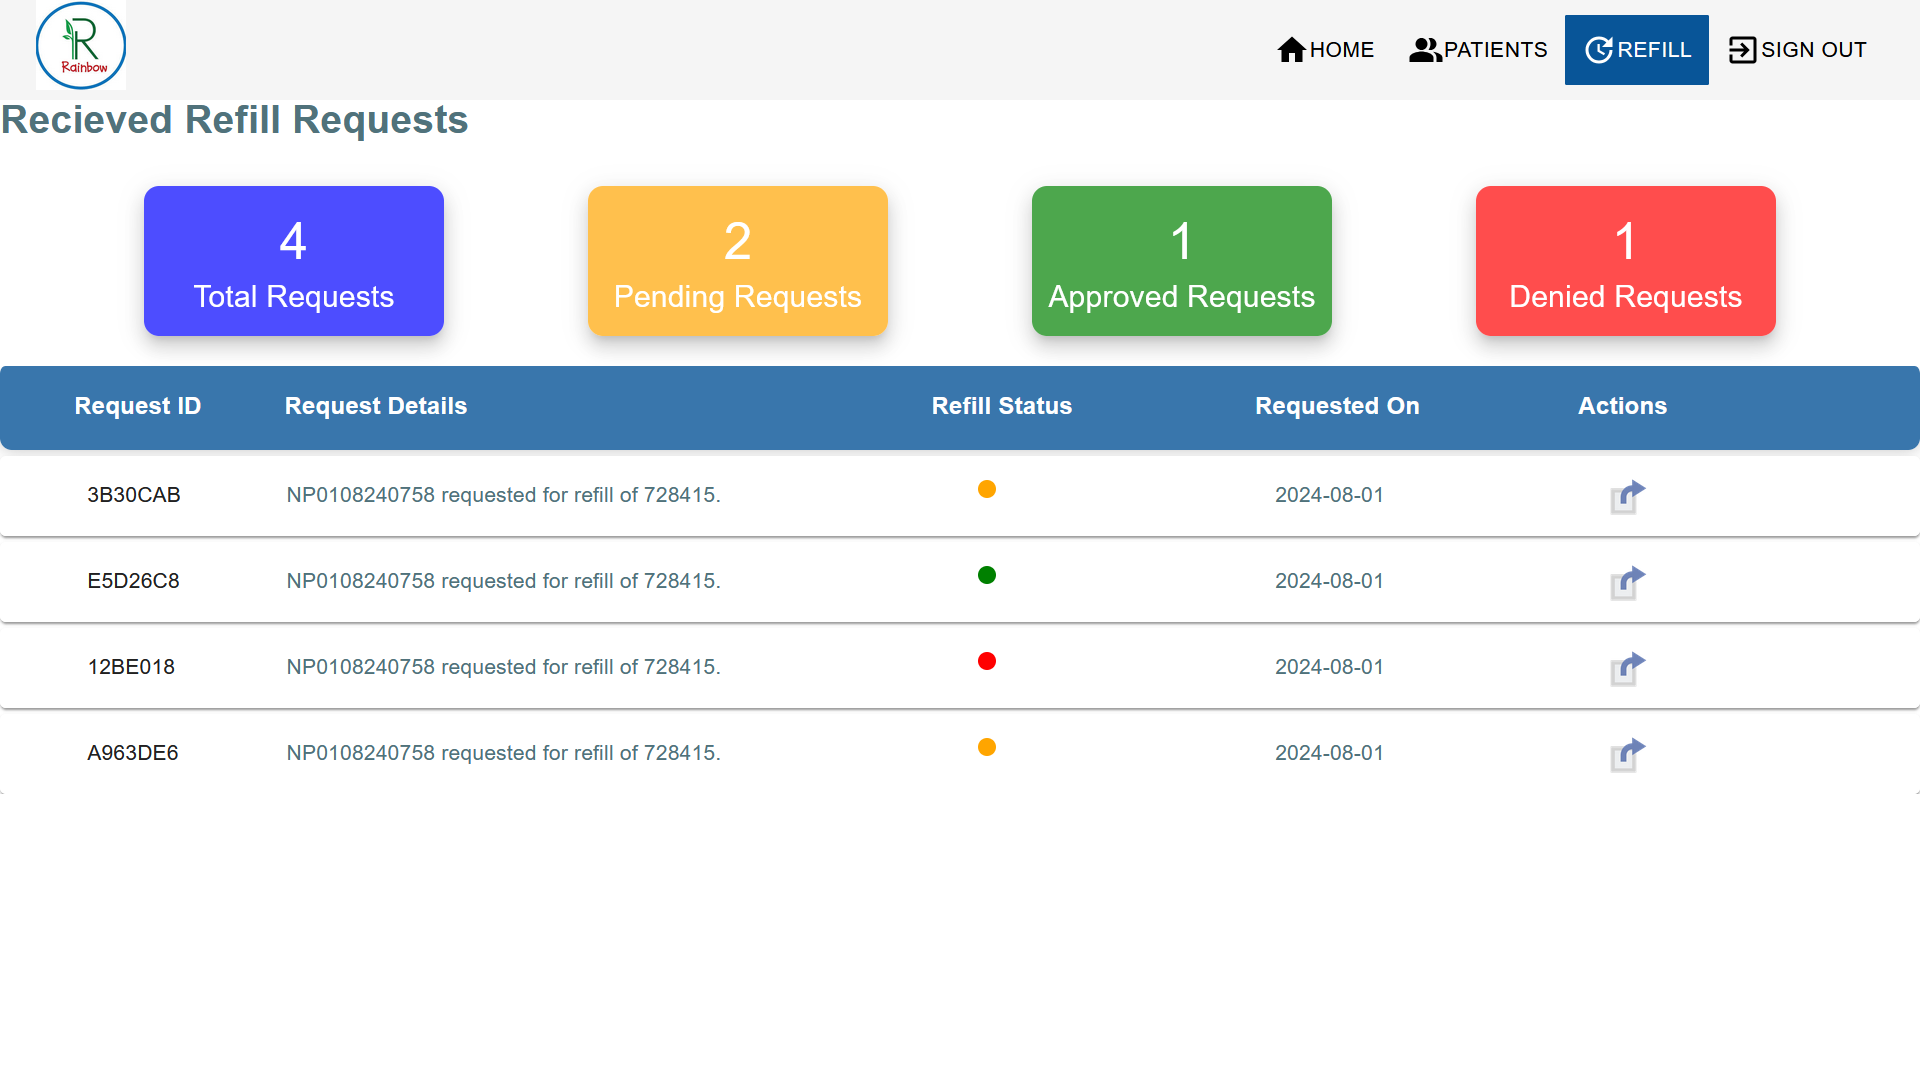 R
Rainbow
HOME PATIENTS REFILL SIGN OUT
Recieved Refill Requests
4 2 1 1
Total Requests Pending Requests Approved Requests Denied Requests
Request ID Request Details Refill Status Requested On Actions
3B30CAB NP0108240758 requested for refill of 728415. 2024-08-01
E5D26C8 NP0108240758 requested for refill of 728415. 2024-08-01
12BE018 NP0108240758 requested for refill of 728415. 2024-08-01
A963DE6 NP0108240758 requested for refill of 728415. 2024-08-01